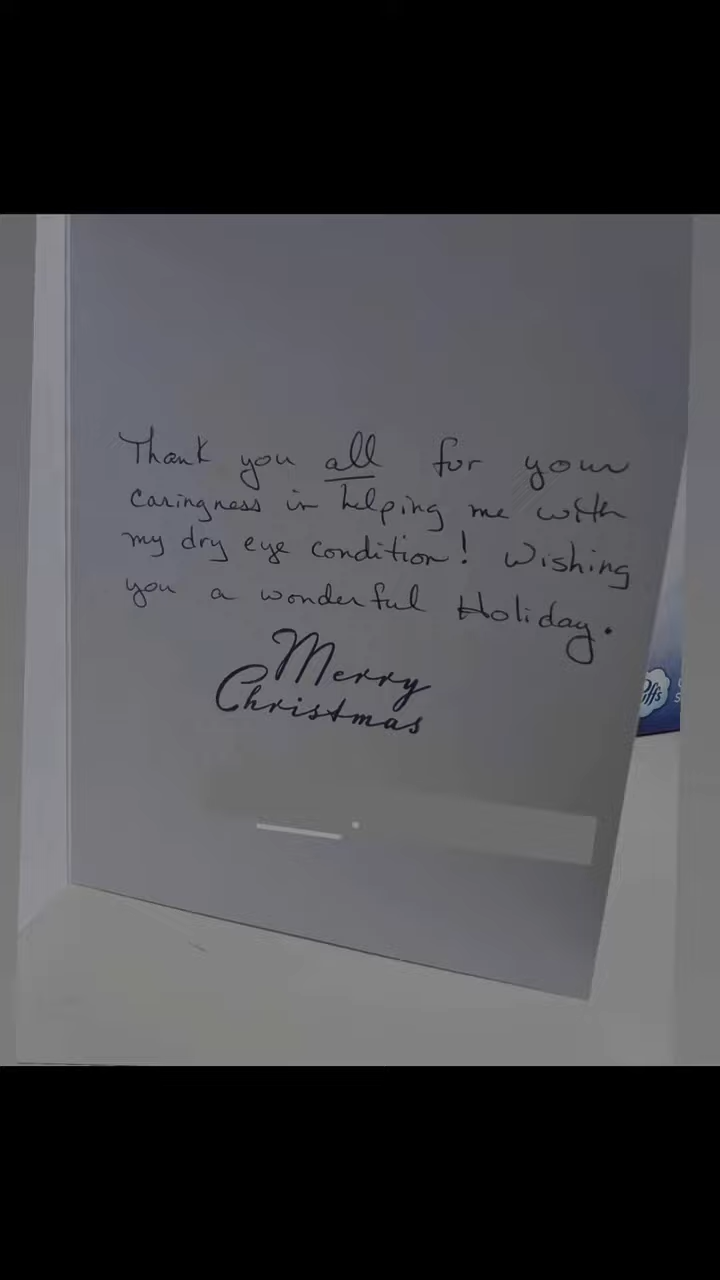 Thank you all for your
caringness in helping me with
my dry eye condition! Wishing
you a wonderful Holiday.
Merry
Christmas
Puffs